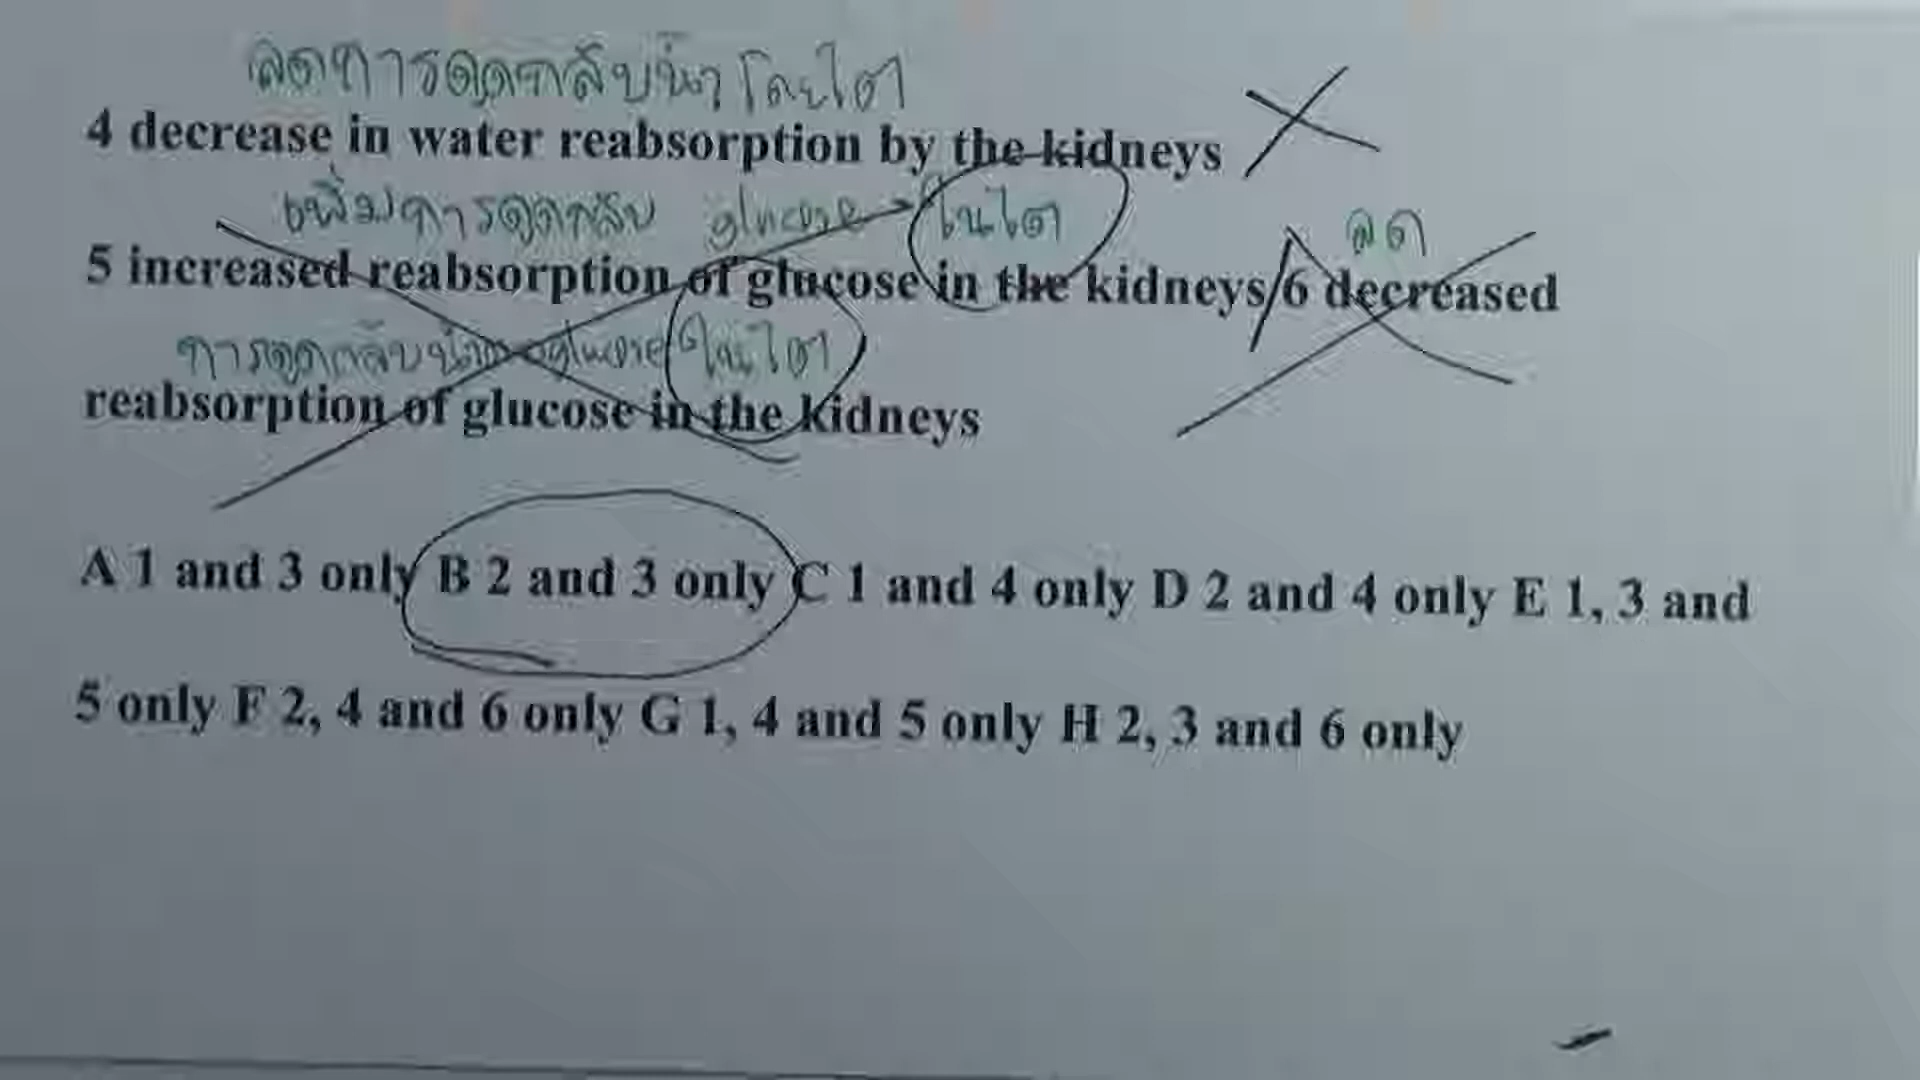 ลดการดูดกลับน้ำโดยไต
4 decrease in water reabsorption by the kidneys
เพิ่มการดูดกลับ glucose ในไต
ลด
5 increased reabsorption of glucose in the kidneys/6 decreased
การดูดกลับน้ำ glucose ในไต
reabsorption of glucose in the kidneys
A 1 and 3 only B 2 and 3 only C 1 and 4 only D 2 and 4 only E 1, 3 and
5 only F 2, 4 and 6 only G 1, 4 and 5 only H 2, 3 and 6 only